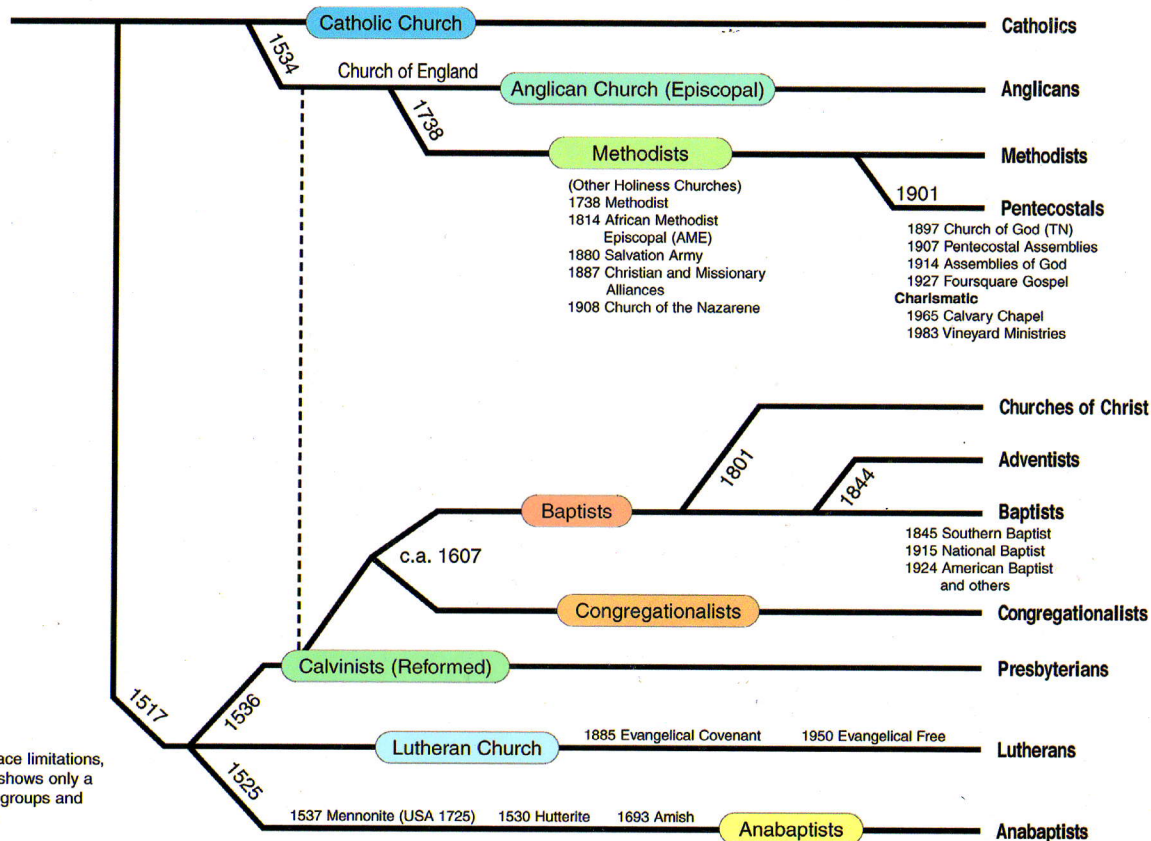 Catholic Church
Catholics
1534
Church of England
Anglican Church (Episcopal)
Anglicans
1738
Methodists
Methodists
(Other Holiness Churches)
1738 Methodist
1814 African Methodist
Episcopal (AME)
1880 Salvation Army
1887 Christian and Missionary
Alliances
1908 Church of the Nazarene
1901
Pentecostals
1897 Church of God (TN)
1907 Pentecostal Assemblies
1914 Assemblies of God
1927 Foursquare Gospel
Charismatic
1965 Calvary Chapel
1983 Vineyard Ministries
Churches of Christ
1801
Adventists
1844
Baptists
Baptists
1845 Southern Baptist
1915 National Baptist
1924 American Baptist
and others
c.a. 1607
Congregationalists
Congregationalists
Calvinists (Reformed)
Presbyterians
1517
1536
Lutheran Church
1885 Evangelical Covenant
1950 Evangelical Free
Lutherans
ace limitations,
shows only a
groups and
1525
1537 Mennonite (USA 1725)
1530 Hutterite
1693 Amish
Anabaptists
Anabaptists